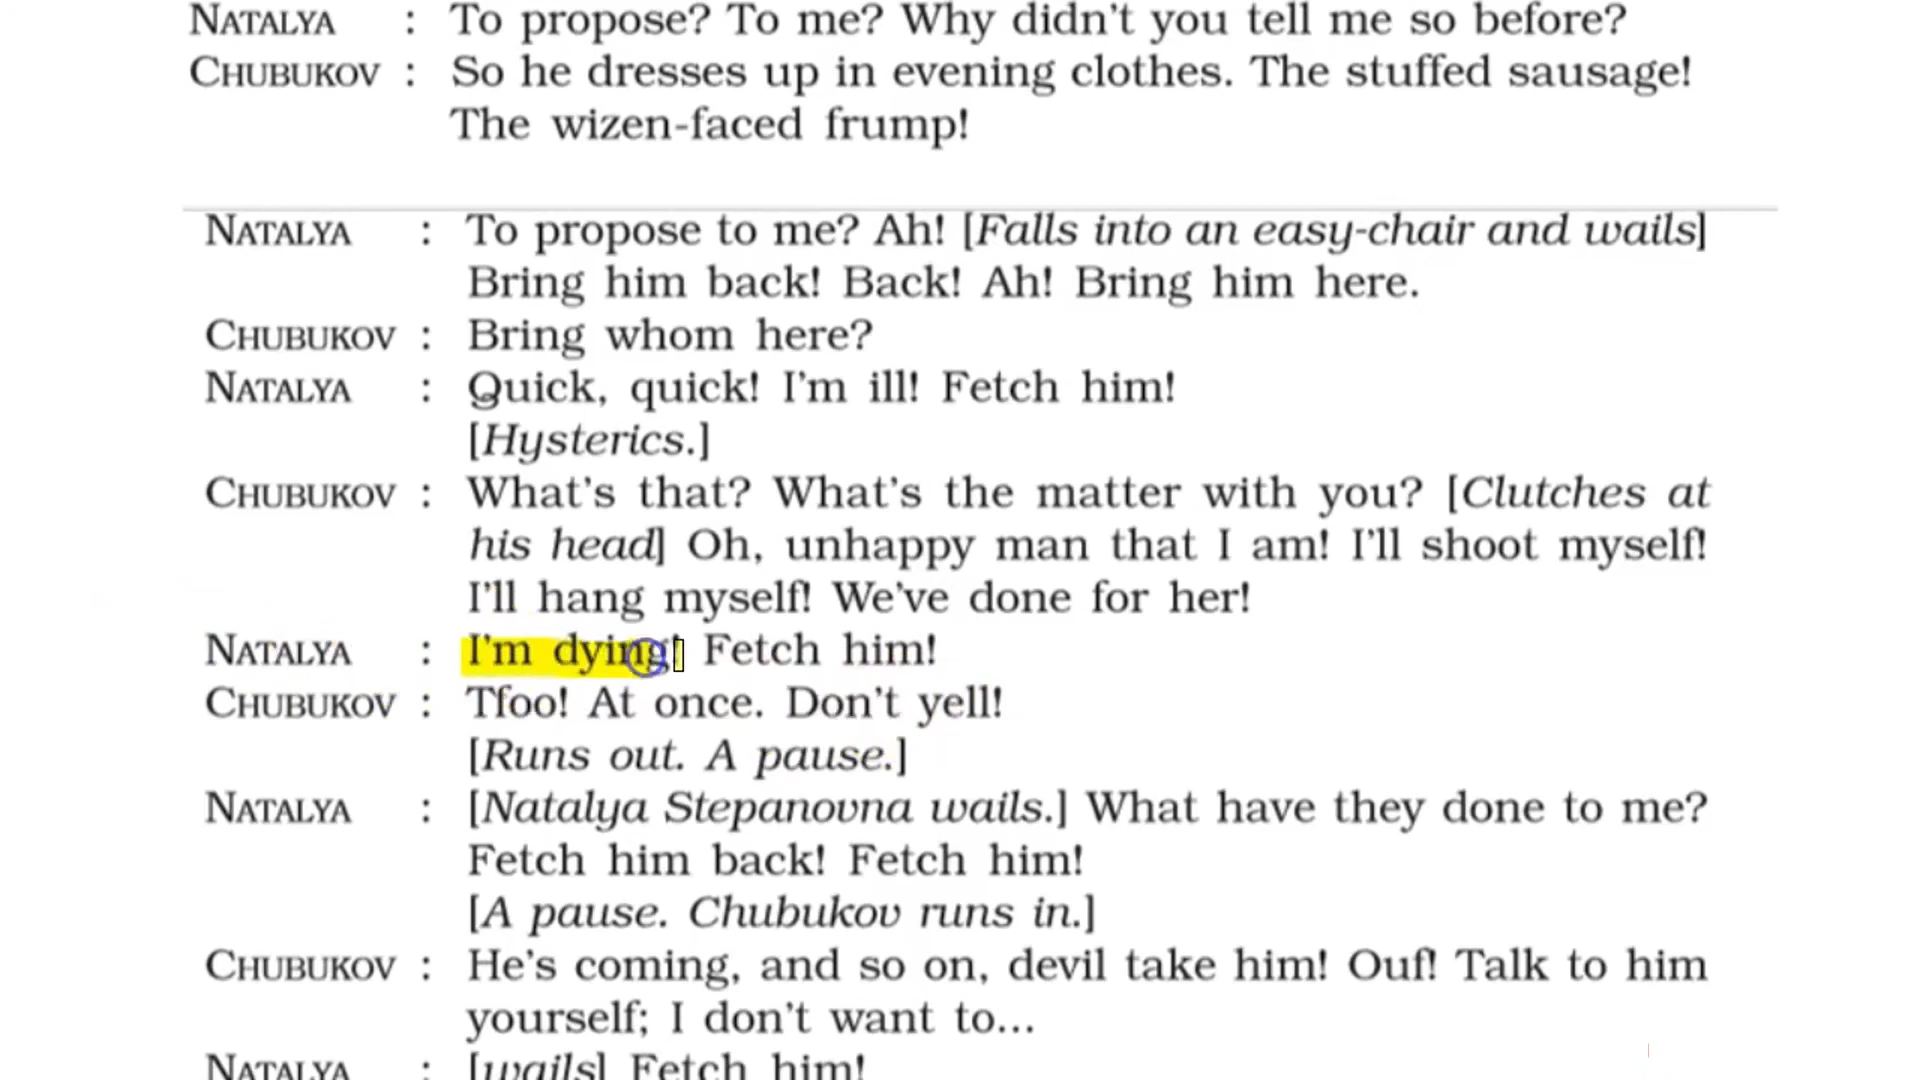 NATALYA : To propose? To me? Why didn't you tell me so before?
CHUBUKOV : So he dresses up in evening clothes. The stuffed sausage!
The wizen-faced frump!
NATALYA : To propose to me? Ah! [Falls into an easy-chair and wails]
Bring him back! Back! Ah! Bring him here.
CHUBUKOV : Bring whom here?
NATALYA : Quick, quick! I'm ill! Fetch him!
[Hysterics.]
CHUBUKOV : What's that? What's the matter with you? [Clutches at
his head] Oh, unhappy man that I am! I'll shoot myself!
I'll hang myself! We've done for her!
NATALYA : I'm dying! Fetch him!
CHUBUKOV : Tfoo! At once. Don't yell!
[Runs out. A pause.]
NATALYA : [Natalya Stepanovna wails.] What have they done to me?
Fetch him back! Fetch him!
[A pause. Chubukov runs in.]
CHUBUKOV : He's coming, and so on, devil take him! Ouf! Talk to him
yourself; I don't want to...
NATALYA : [wails] Fetch him!